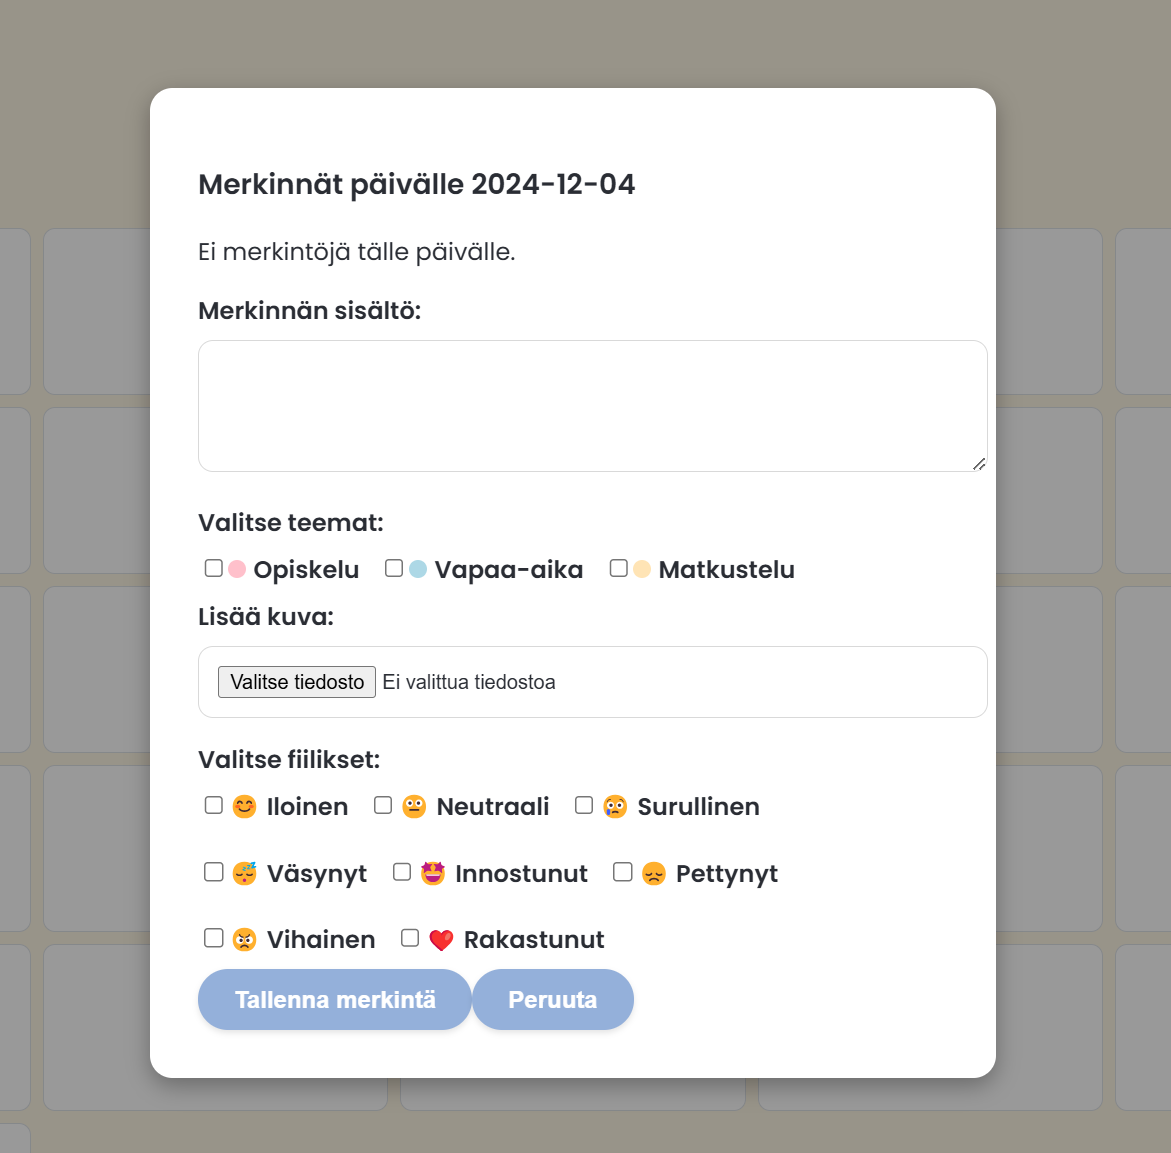 Merkinnät päivälle 2024-12-04
Ei merkintöjä tälle päivälle.
Merkinnän sisältö:
Valitse teemat:
Opiskelu Vapaa-aika Matkustelu
Lisää kuva:
Valitse tiedosto Ei valittua tiedostoa
Valitse fiilikset:
😊 Iloinen 😐 Neutraali 😢 Surullinen
😴 Väsynyt 🤩 Innostunut 😞 Pettynyt
😠 Vihainen ❤️ Rakastunut
Tallenna merkintä Peruuta